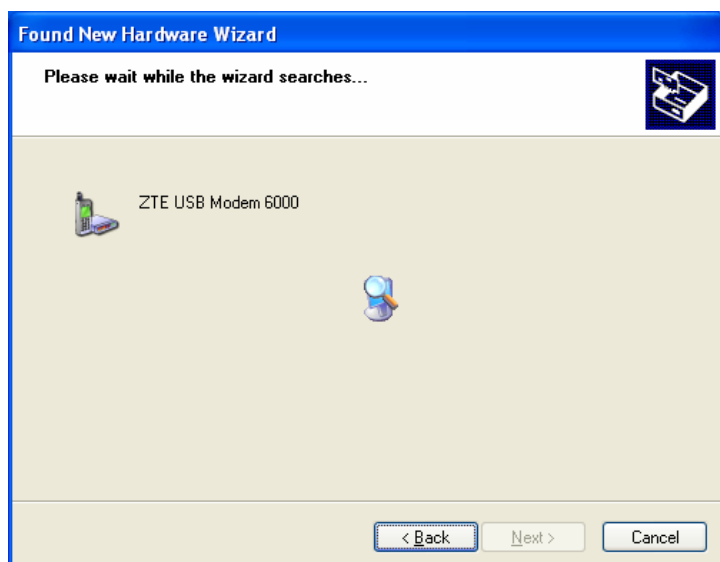 Found New Hardware Wizard
Please wait while the wizard searches...
ZTE USB Modem 6000
< Back
Next >
Cancel